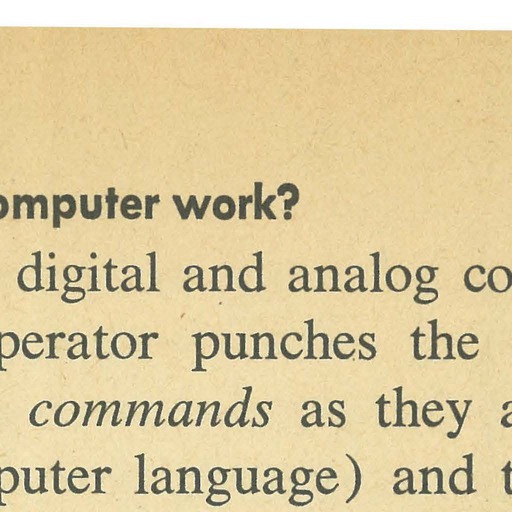 omputer work?
digital and analog co
perator punches the
commands as they a
puter language) and t